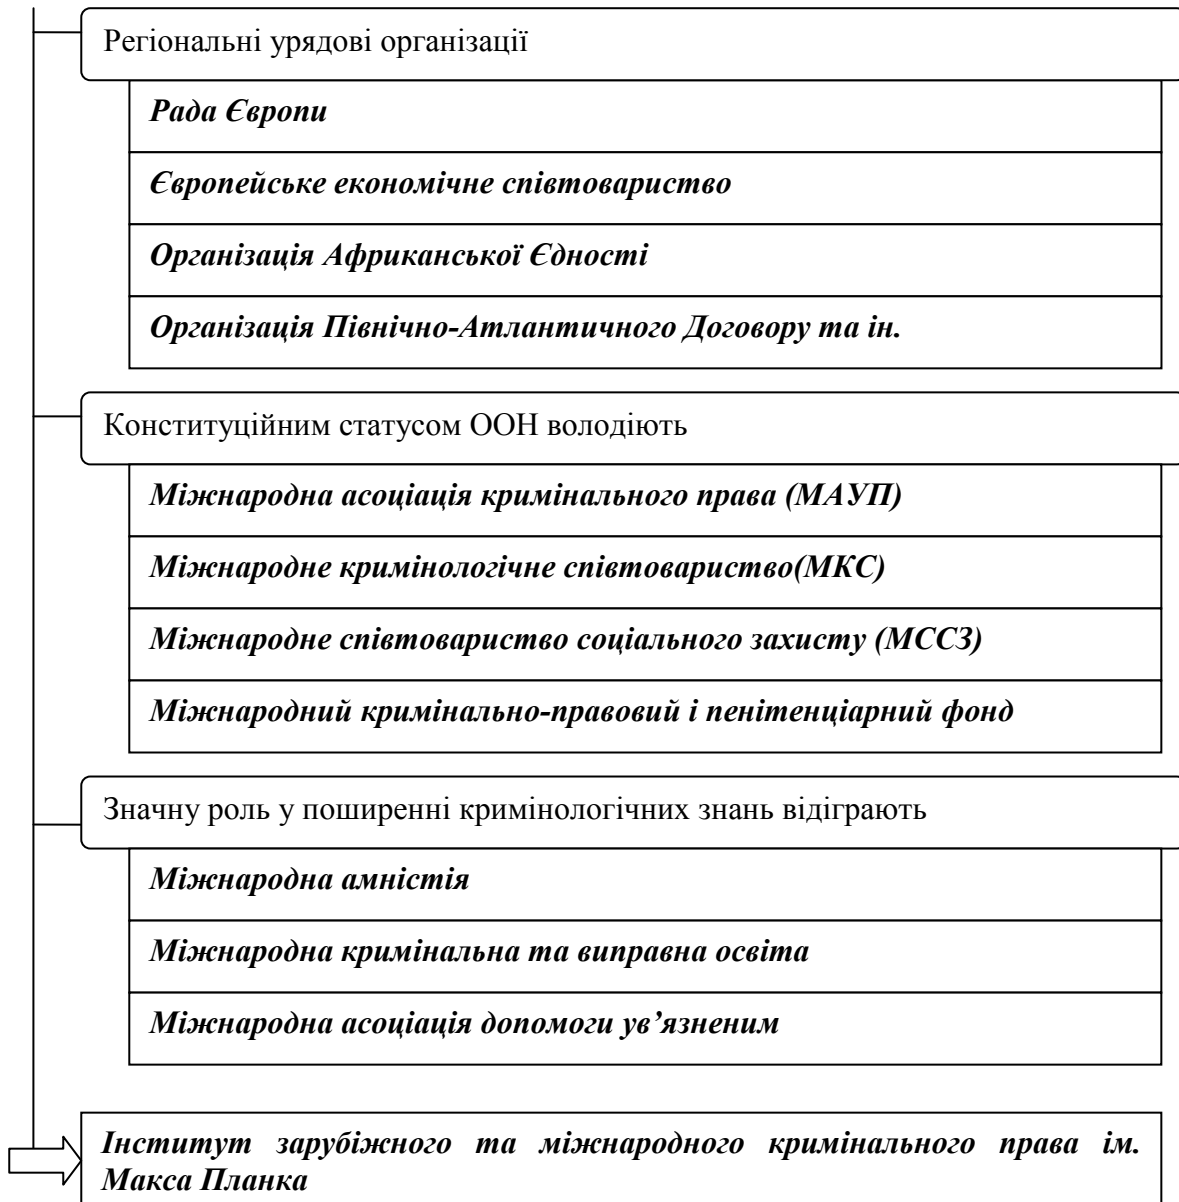 Регіональні урядові організації
Рада Європи
Європейське економічне співтовариство
Організація Африканської Єдності
Організація Північно-Атлантичного Договору та ін.
Конституційним статусом ООН володіють
Міжнародна асоціація кримінального права (МАУП)
Міжнародне кримінологічне співтовариство(МКС)
Міжнародне співтовариство соціального захисту (МССЗ)
Міжнародний кримінально-правовий і пенітенціарний фонд
Значну роль у поширенні кримінологічних знань відіграють
Міжнародна амністія
Міжнародна кримінальна та виправна освіта
Міжнародна асоціація допомоги ув’язненим
Інститут зарубіжного та міжнародного кримінального права ім.
Макса Планка